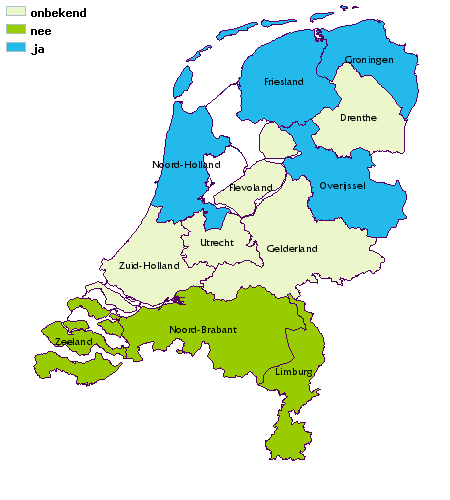 onbekend
nee
ja
Groningen
Friesland
Drenthe
Noord-Holland
Flevoland
Overijssel
Utrecht
Gelderland
Zuid-Holland
Noord-Brabant
Zeeland
Limburg